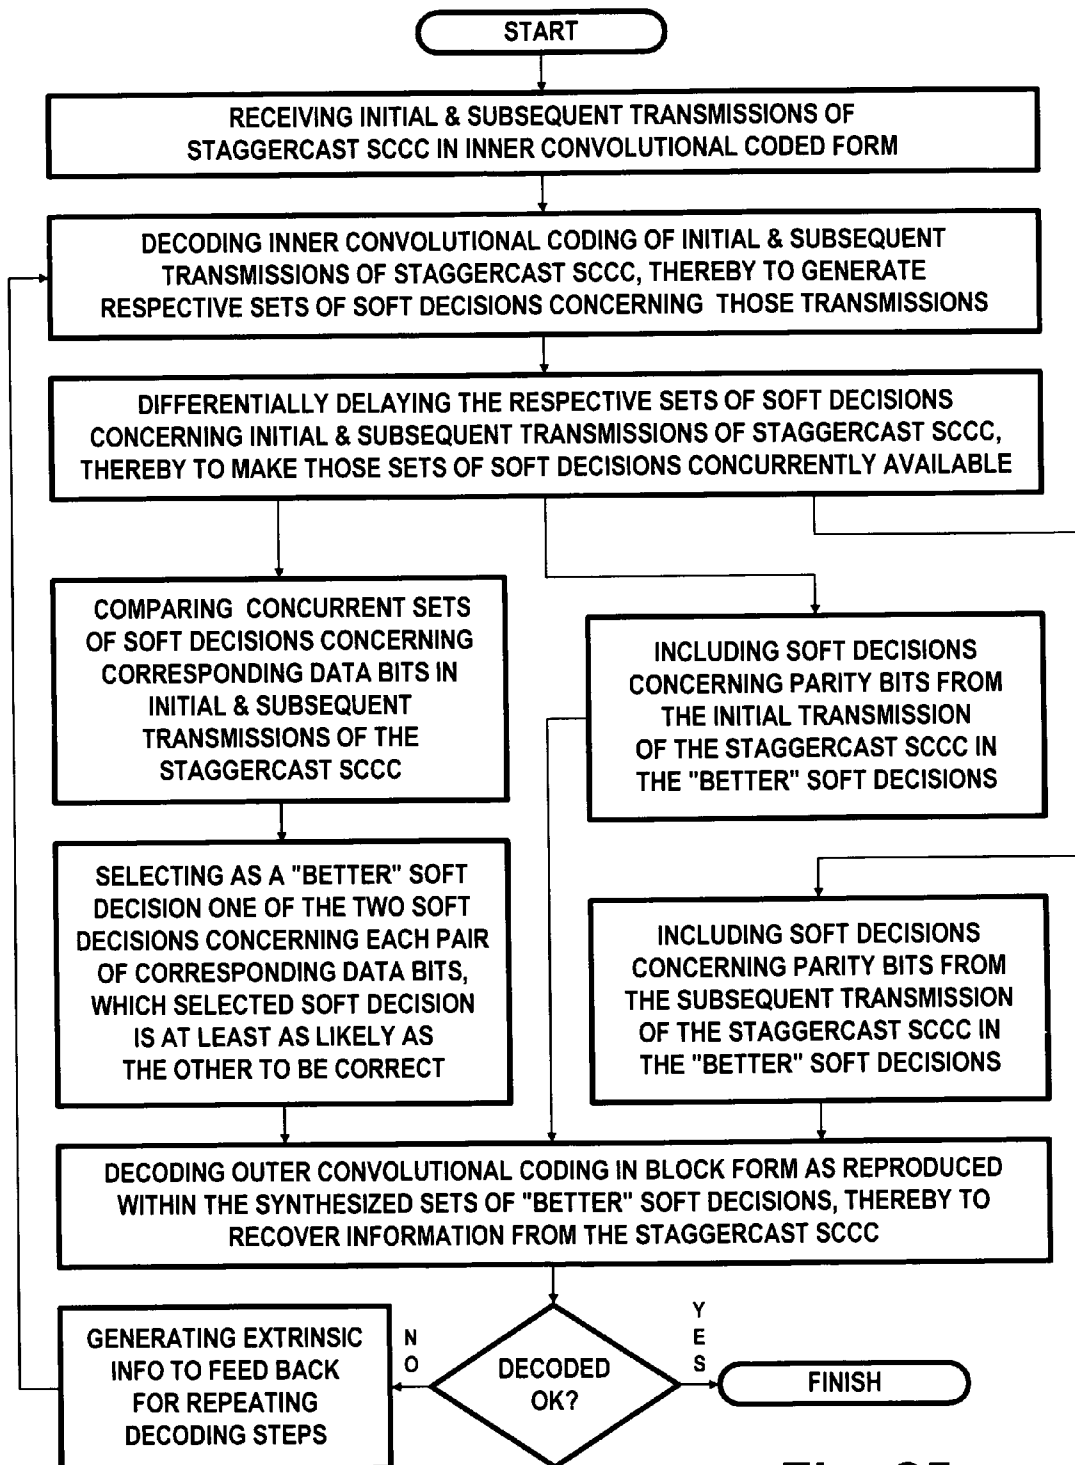 START
RECEIVING INITIAL & SUBSEQUENT TRANSMISSIONS OF
STAGGERCAST SCCC IN INNER CONVOLUTIONAL CODED FORM
DECODING INNER CONVOLUTIONAL CODING OF INITIAL & SUBSEQUENT
TRANSMISSIONS OF STAGGERCAST SCCC, THEREBY TO GENERATE
RESPECTIVE SETS OF SOFT DECISIONS CONCERNING THOSE TRANSMISSIONS
DIFFERENTIALLY DELAYING THE RESPECTIVE SETS OF SOFT DECISIONS
CONCERNING INITIAL & SUBSEQUENT TRANSMISSIONS OF STAGGERCAST SCCC,
THEREBY TO MAKE THOSE SETS OF SOFT DECISIONS CONCURRENTLY AVAILABLE
COMPARING CONCURRENT SETS
OF SOFT DECISIONS CONCERNING
CORRESPONDING DATA BITS IN
INITIAL & SUBSEQUENT
TRANSMISSIONS OF THE
STAGGERCAST SCCC
INCLUDING SOFT DECISIONS
CONCERNING PARITY BITS FROM
THE INITIAL TRANSMISSION
OF THE STAGGERCAST SCCC IN
THE "BETTER" SOFT DECISIONS
SELECTING AS A "BETTER" SOFT
DECISION ONE OF THE TWO SOFT
DECISIONS CONCERNING EACH PAIR
OF CORRESPONDING DATA BITS,
WHICH SELECTED SOFT DECISION
IS AT LEAST AS LIKELY AS
THE OTHER TO BE CORRECT
INCLUDING SOFT DECISIONS
CONCERNING PARITY BITS FROM
THE SUBSEQUENT TRANSMISSION
OF THE STAGGERCAST SCCC IN
THE "BETTER" SOFT DECISIONS
DECODING OUTER CONVOLUTIONAL CODING IN BLOCK FORM AS REPRODUCED
WITHIN THE SYNTHESIZED SETS OF "BETTER" SOFT DECISIONS, THEREBY TO
RECOVER INFORMATION FROM THE STAGGERCAST SCCC
GENERATING EXTRINSIC
INFO TO FEED BACK
FOR REPEATING
DECODING STEPS
NO
DECODED
OK?
YES
FINISH